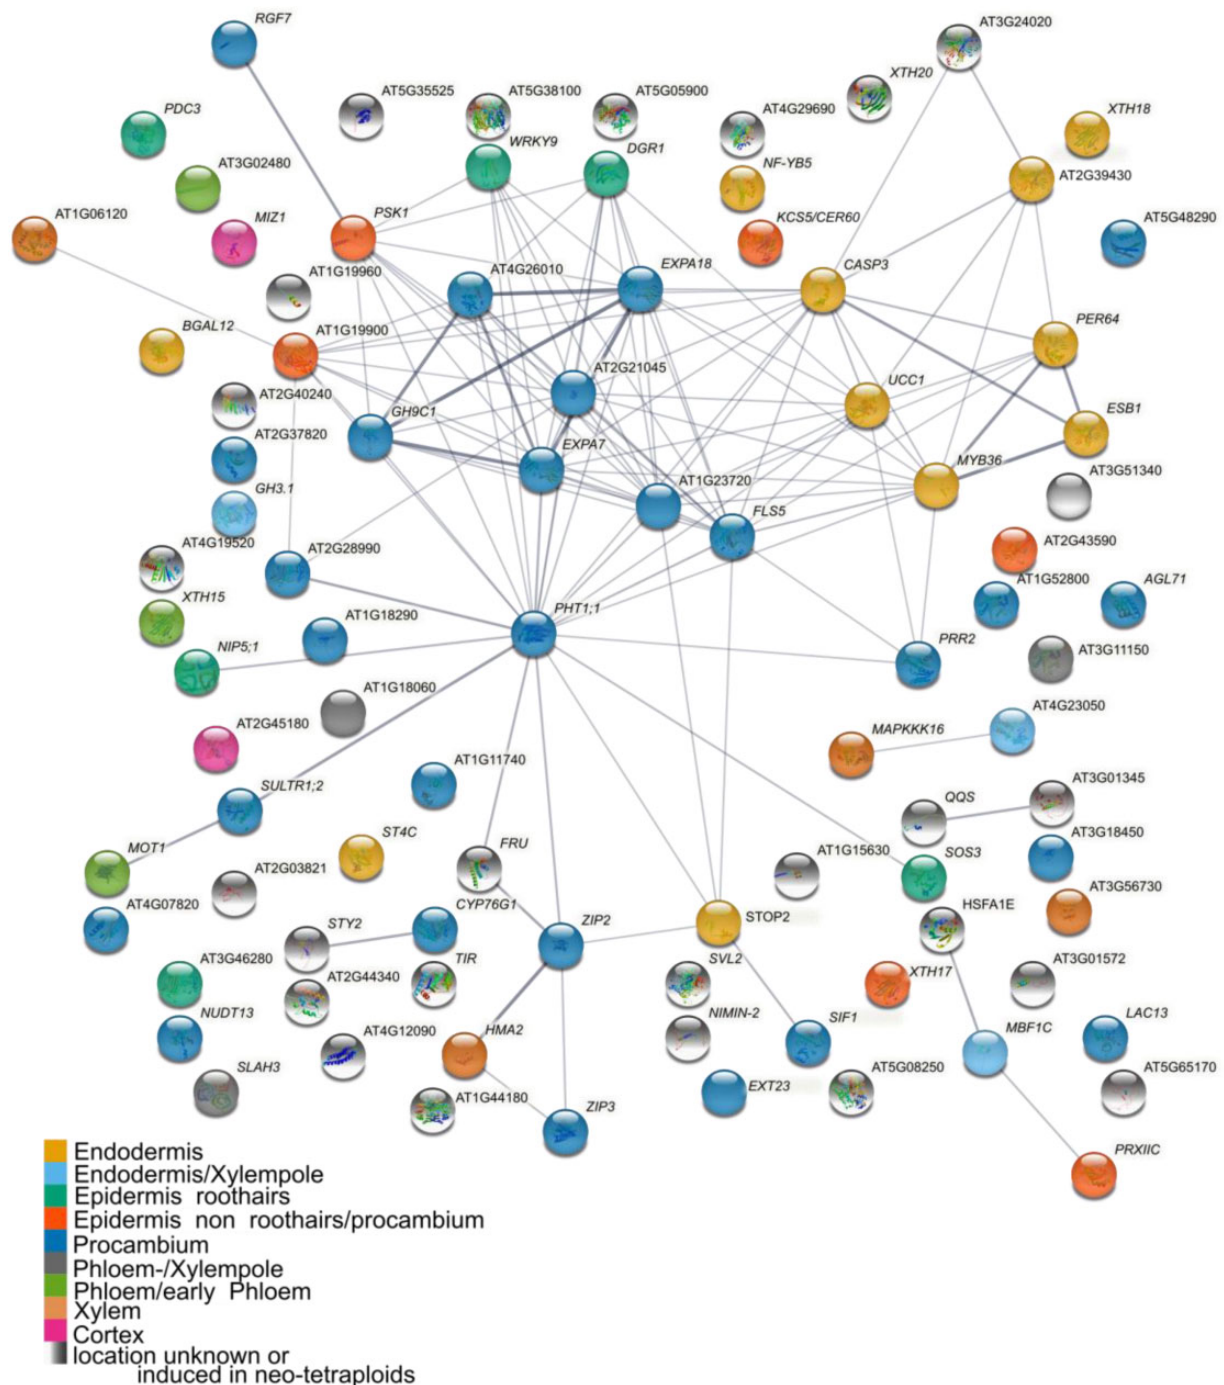 RGF7
AT3G24020
XTH20
PDC3
AT5G35525
AT5G38100
AT5G05900
AT4G29690
XTH18
WRKY9
DGR1
NF-YB5
AT3G02480
AT2G39430
AT1G06120
MIZ1
PSK1
KCS5/CER60
AT5G48290
AT1G19960
AT4G26010
EXPA18
CASP3
BGAL12
AT1G19900
PER64
AT2G21045
UCC1
AT2G40240
GH9C1
ESB1
AT2G37820
EXPA7
MYB36
AT3G51340
GH3.1
AT1G23720
FLS5
AT4G19520
AT2G28990
AT2G43590
XTH15
AT1G18290
PHT1;1
AT1G52800
AGL71
NIP5;1
PRR2
AT3G11150
AT1G18060
AT4G23050
AT2G45180
MAPKKK16
AT1G11740
AT3G01345
SULTR1;2
QQS
ST4C
AT3G18450
MOT1
AT2G03821
FRU
AT1G15630
SOS3
AT4G07820
CYP76G1
AT3G56730
STY2
ZIP2
STOP2
HSFA1E
AT3G46280
AT2G44340
TIR
SVL2
XTH17
AT3G01572
NUDT13
AT4G12090
HMA2
NIMIN-2
SIF1
MBF1C
LAC13
SLAH3
AT1G44180
ZIP3
EXT23
AT5G08250
AT5G65170
PRXIIC
Endodermis
Endodermis/Xylempole
Epidermis roothairs
Epidermis non roothairs/procambium
Procambium
Phloem-/Xylempole
Phloem/early Phloem
Xylem
Cortex
location unknown or
induced in neo-tetraploids